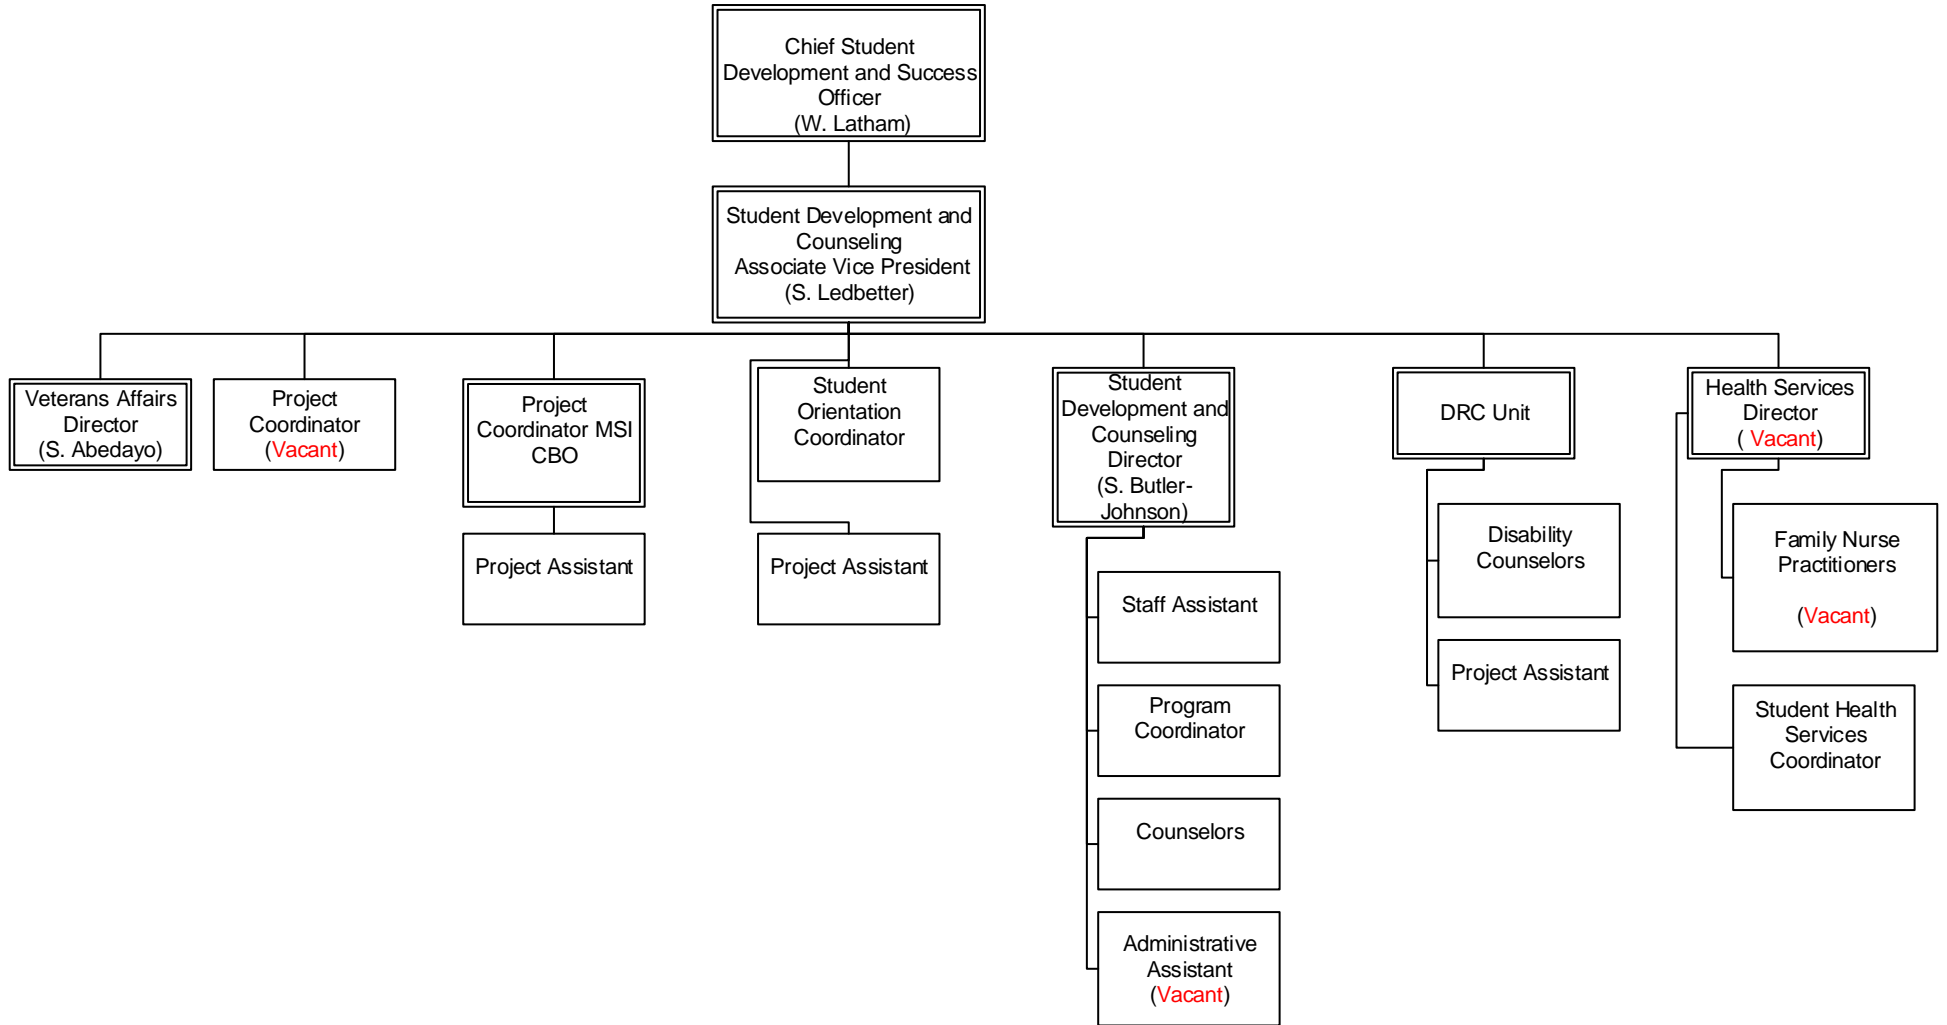 Chief Student
Development and Success
Officer
(W. Latham)
Student Development and
Counseling
Associate Vice President
(S. Ledbetter)
Veterans Affairs
Director
(S. Abedayo)
Project
Coordinator
(Vacant)
Project
Coordinator MSI
CBO
Student
Orientation
Coordinator
Student
Development and
Counseling
Director
(S. Butler-
Johnson)
DRC Unit
Health Services
Director
( Vacant)
Project Assistant
Project Assistant
Staff Assistant
Program
Coordinator
Counselors
Administrative
Assistant
(Vacant)
Disability
Counselors
Project Assistant
Family Nurse
Practitioners
(Vacant)
Student Health
Services
Coordinator